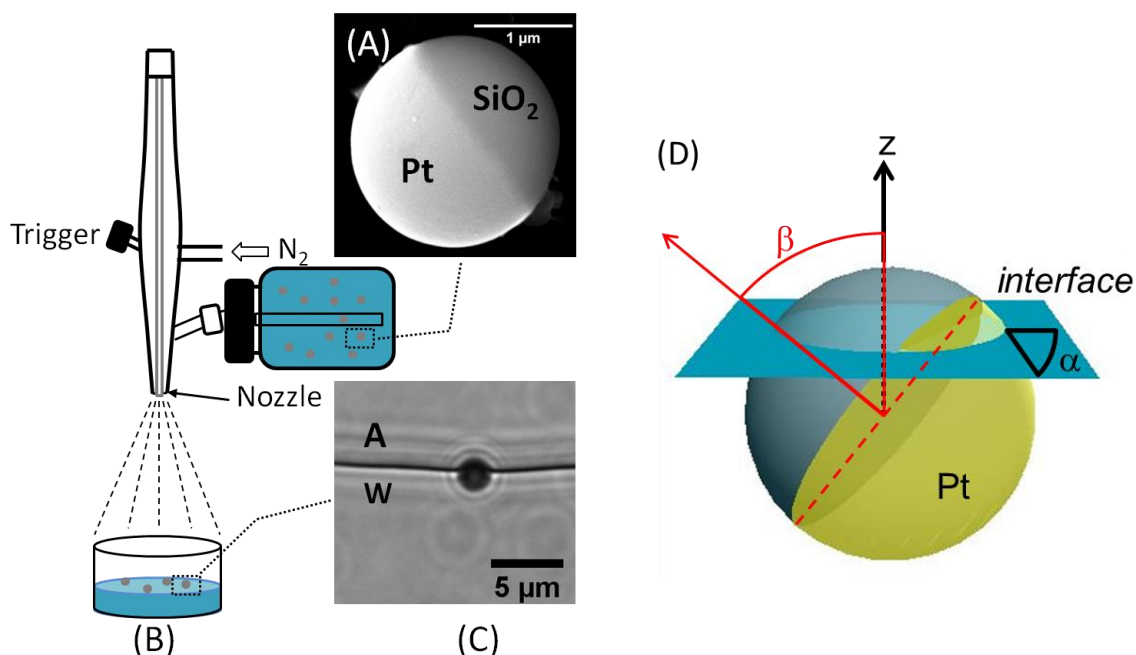 (A)
1 µm
SiO₂
Pt
Trigger
N₂
Nozzle
A
W
5 µm
(B)
(C)
(D)
z
β
interface
α
Pt